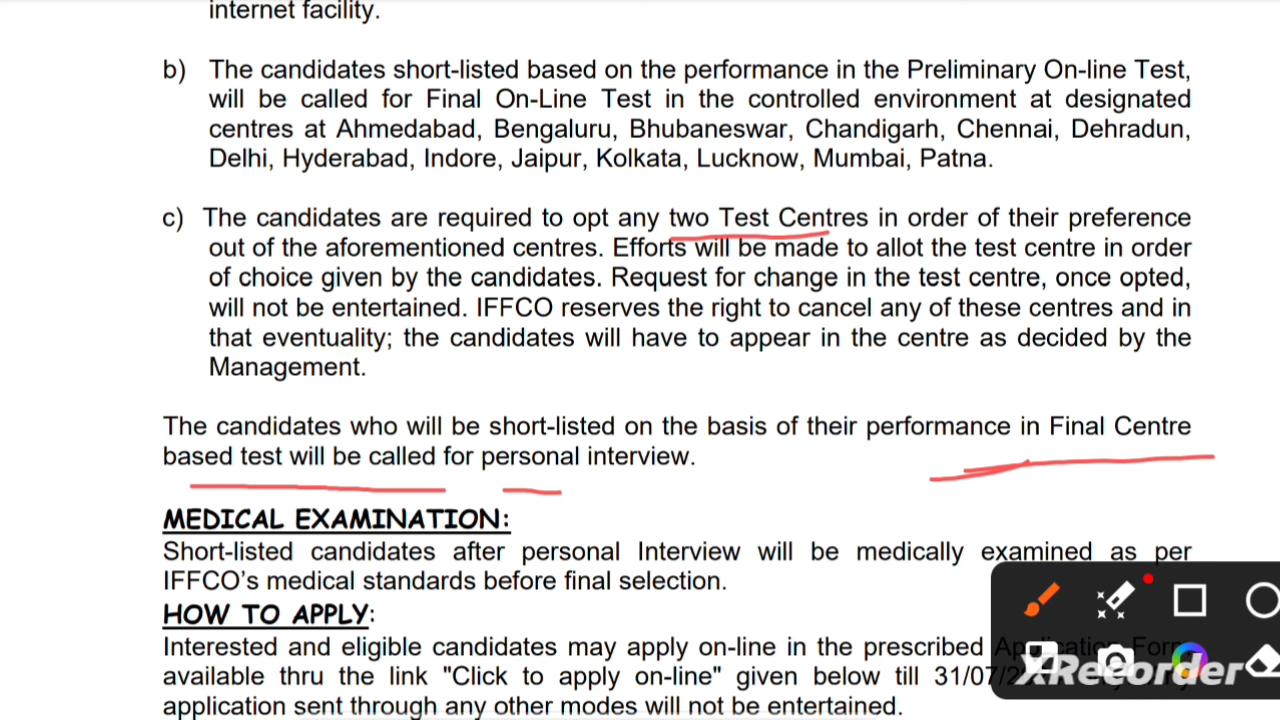 internet facility.
b) The candidates short-listed based on the performance in the Preliminary On-line Test,
will be called for Final On-Line Test in the controlled environment at designated
centres at Ahmedabad, Bengaluru, Bhubaneswar, Chandigarh, Chennai, Dehradun,
Delhi, Hyderabad, Indore, Jaipur, Kolkata, Lucknow, Mumbai, Patna.
c) The candidates are required to opt any two Test Centres in order of their preference
out of the aforementioned centres. Efforts will be made to allot the test centre in order
of choice given by the candidates. Request for change in the test centre, once opted,
will not be entertained. IFFCO reserves the right to cancel any of these centres and in
that eventuality; the candidates will have to appear in the centre as decided by the
Management.
The candidates who will be short-listed on the basis of their performance in Final Centre
based test will be called for personal interview.
MEDICAL EXAMINATION:
Short-listed candidates after personal Interview will be medically examined as per
IFFCO's medical standards before final selection.
HOW TO APPLY:
Interested and eligible candidates may apply on-line in the prescribed Application Form
available thru the link "Click to apply on-line" given below till 31/07/
application sent through any other modes will not be entertained.
XRecorder